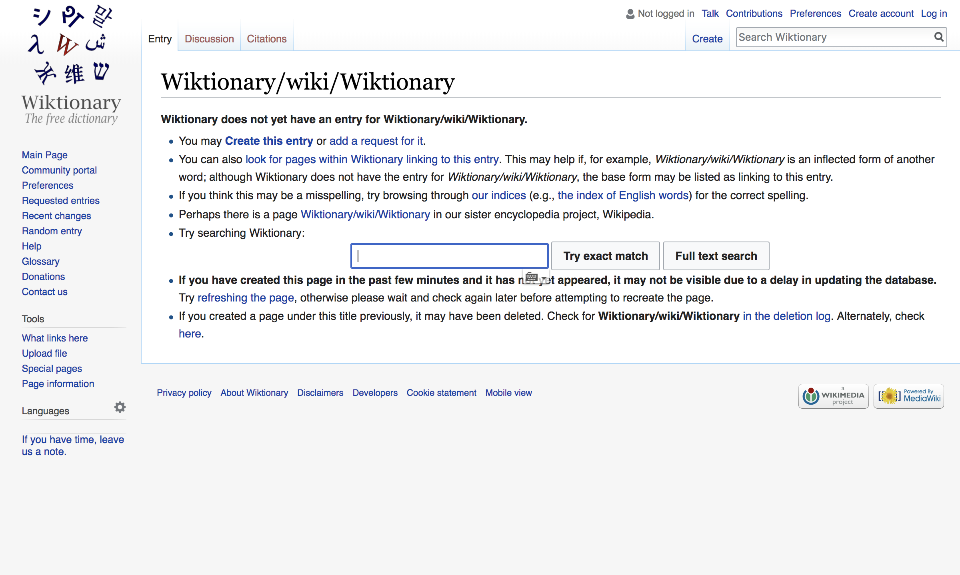 Not logged in Talk Contributions Preferences Create account Log in
Entry Discussion Citations Create Search Wiktionary
Wiktionary
The free dictionary
Main Page
Community portal
Preferences
Requested entries
Recent changes
Random entry
Help
Glossary
Donations
Contact us
Tools
What links here
Upload file
Special pages
Page information
Languages
If you have time, leave
us a note.
Wiktionary/wiki/Wiktionary
Wiktionary does not yet have an entry for Wiktionary/wiki/Wiktionary.
You may Create this entry or add a request for it.
You can also look for pages within Wiktionary linking to this entry. This may help if, for example, Wiktionary/wiki/Wiktionary is an inflected form of another
word; although Wiktionary does not have the entry for Wiktionary/wiki/Wiktionary, the base form may be listed as linking to this entry.
If you think this may be a misspelling, try browsing through our indices (e.g., the index of English words) for the correct spelling.
Perhaps there is a page Wiktionary/wiki/Wiktionary in our sister encyclopedia project, Wikipedia.
Try searching Wiktionary:
Try exact match Full text search
If you have created this page in the past few minutes and it has appeared, it may not be visible due to a delay in updating the database.
Try refreshing the page, otherwise please wait and check again later before attempting to recreate the page.
If you created a page under this title previously, it may have been deleted. Check for Wiktionary/wiki/Wiktionary in the deletion log. Alternately, check
here.
Privacy policy About Wiktionary Disclaimers Developers Cookie statement Mobile view
WIKIMEDIA
project
Powered By
MediaWiki